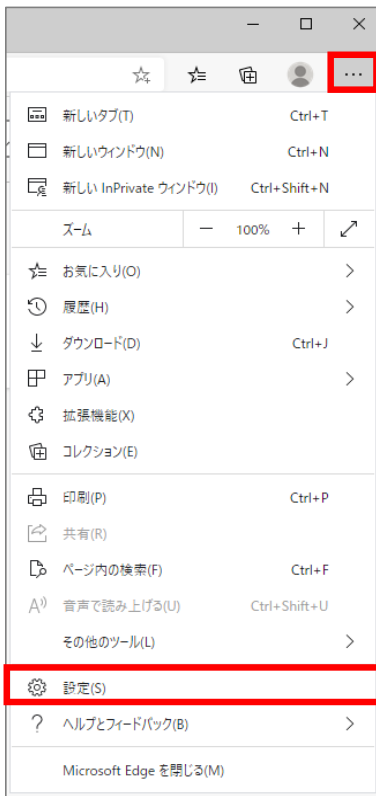 新しいタブ(T) Ctrl+T
新しいウィンドウ(N) Ctrl+N
新しい InPrivate ウィンドウ(I) Ctrl+Shift+N
ズーム － 100% ＋
お気に入り(O)
履歴(H)
ダウンロード(D) Ctrl+J
アプリ(A)
拡張機能(X)
コレクション(E)
印刷(P) Ctrl+P
共有(R)
ページ内の検索(F) Ctrl+F
音声で読み上げる(U) Ctrl+Shift+U
その他のツール(L)
設定(S)
ヘルプとフィードバック(B)
Microsoft Edge を閉じる(M)